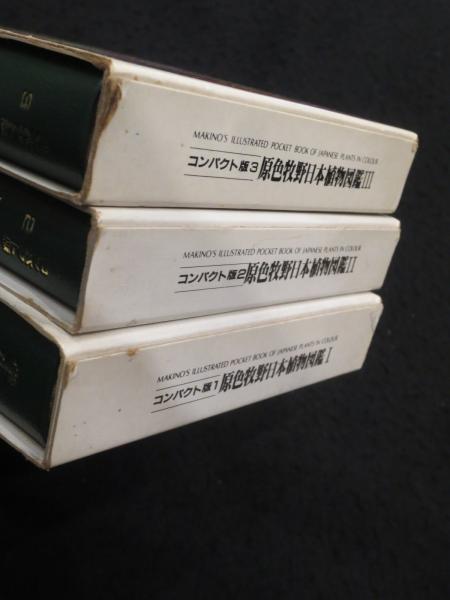 3
MAKINO'S ILLUSTRATED POCKET BOOK OF JAPANESE PLANTS IN COLOUR
コンパクト版3 原色牧野日本植物図鑑III
2
MAKINO'S ILLUSTRATED POCKET BOOK OF JAPANESE PLANTS IN COLOUR
コンパクト版2 原色牧野日本植物図鑑II
MAKINO'S ILLUSTRATED POCKET BOOK OF JAPANESE PLANTS IN COLOUR
コンパクト版1 原色牧野日本植物図鑑I